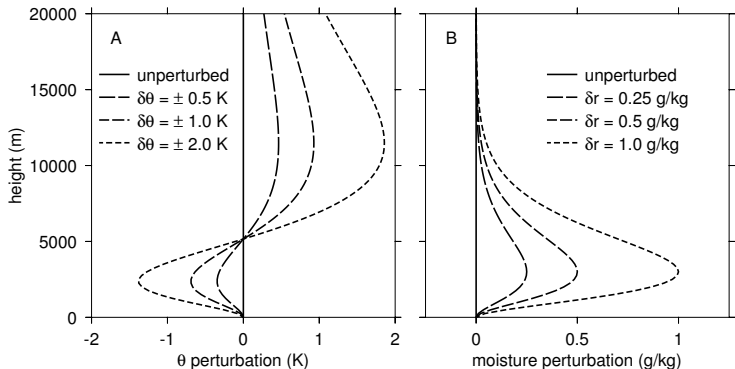 20000
15000
10000
5000
0
height (m)
A
unperturbed
δθ = ± 0.5 K
δθ = ± 1.0 K
δθ = ± 2.0 K
-2 -1 0 1 2
θ perturbation (K)
B
unperturbed
δr = 0.25 g/kg
δr = 0.5 g/kg
δr = 1.0 g/kg
0 0.5 1
moisture perturbation (g/kg)